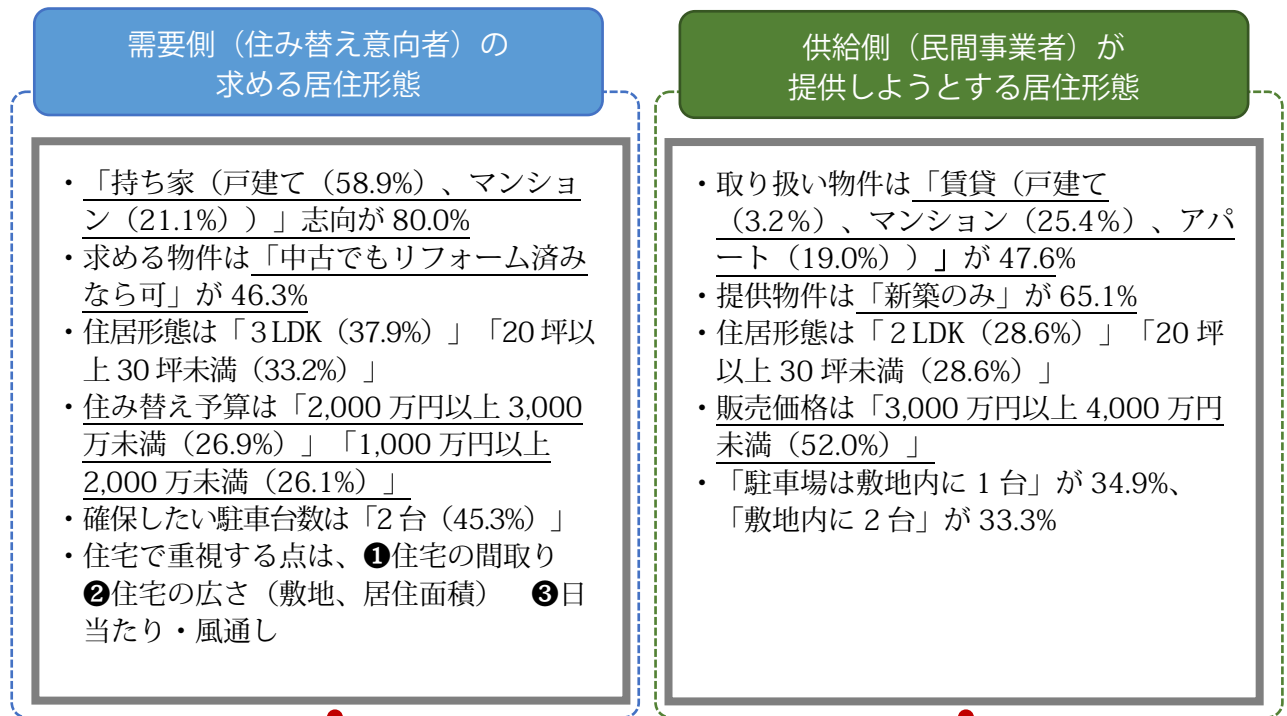 需要側（住み替え意向者）の
求める居住形態
・「持ち家（戸建て（58.9%）、マンショ
ン（21.1%））」志向が 80.0%
・求める物件は「中古でもリフォーム済み
なら可」が 46.3%
・住居形態は「３LDK（37.9%）」「20 坪以
上 30 坪未満（33.2%）」
・住み替え予算は「2,000 万円以上 3,000
万未満（26.9%）」「1,000 万円以上
2,000 万未満（26.1%）」
・確保したい駐車台数は「2 台（45.3%）」
・住宅で重視する点は、❶住宅の間取り
❷住宅の広さ（敷地、居住面積）　❸日
当たり・風通し
供給側（民間事業者）が
提供しようとする居住形態
・取り扱い物件は「賃貸（戸建て
（3.2％）、マンション（25.4％）、アパ
ート（19.0%））」が 47.6%
・提供物件は「新築のみ」が 65.1%
・住居形態は「２LDK（28.6%）」「20 坪
以上 30 坪未満（28.6%）」
・販売価格は「3,000 万円以上 4,000 万円
未満（52.0%）」
・「駐車場は敷地内に 1 台」が 34.9%、
「敷地内に 2 台」が 33.3%